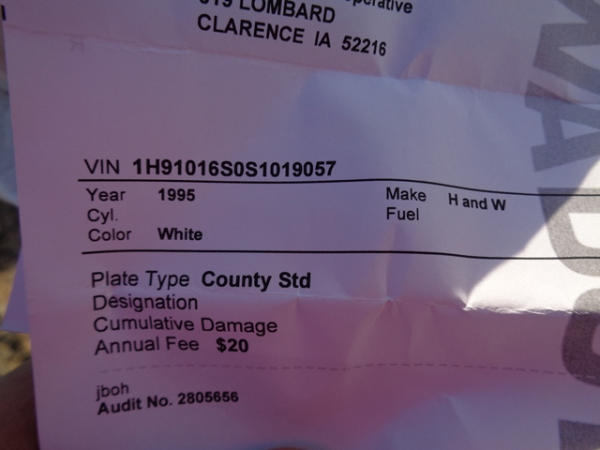 LOMBARD
CLARENCE IA 52216
VIN 1H91016S0S1019057
Year 1995 Make H and W
Cyl. Fuel
Color White
Plate Type County Std
Designation
Cumulative Damage
Annual Fee $20
jboh
Audit No. 2805656